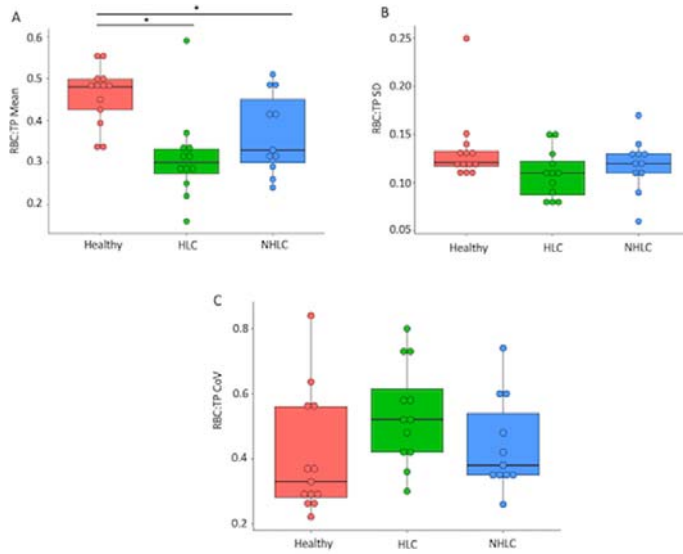 A
*
*
RBC:TP Mean
0.6
0.5
0.4
0.3
0.2
Healthy
HLC
NHLC
B
RBC:TP SD
0.25
0.20
0.15
0.10
0.05
Healthy
HLC
NHLC
C
RBC:TP CoV
0.8
0.6
0.4
0.2
Healthy
HLC
NHLC